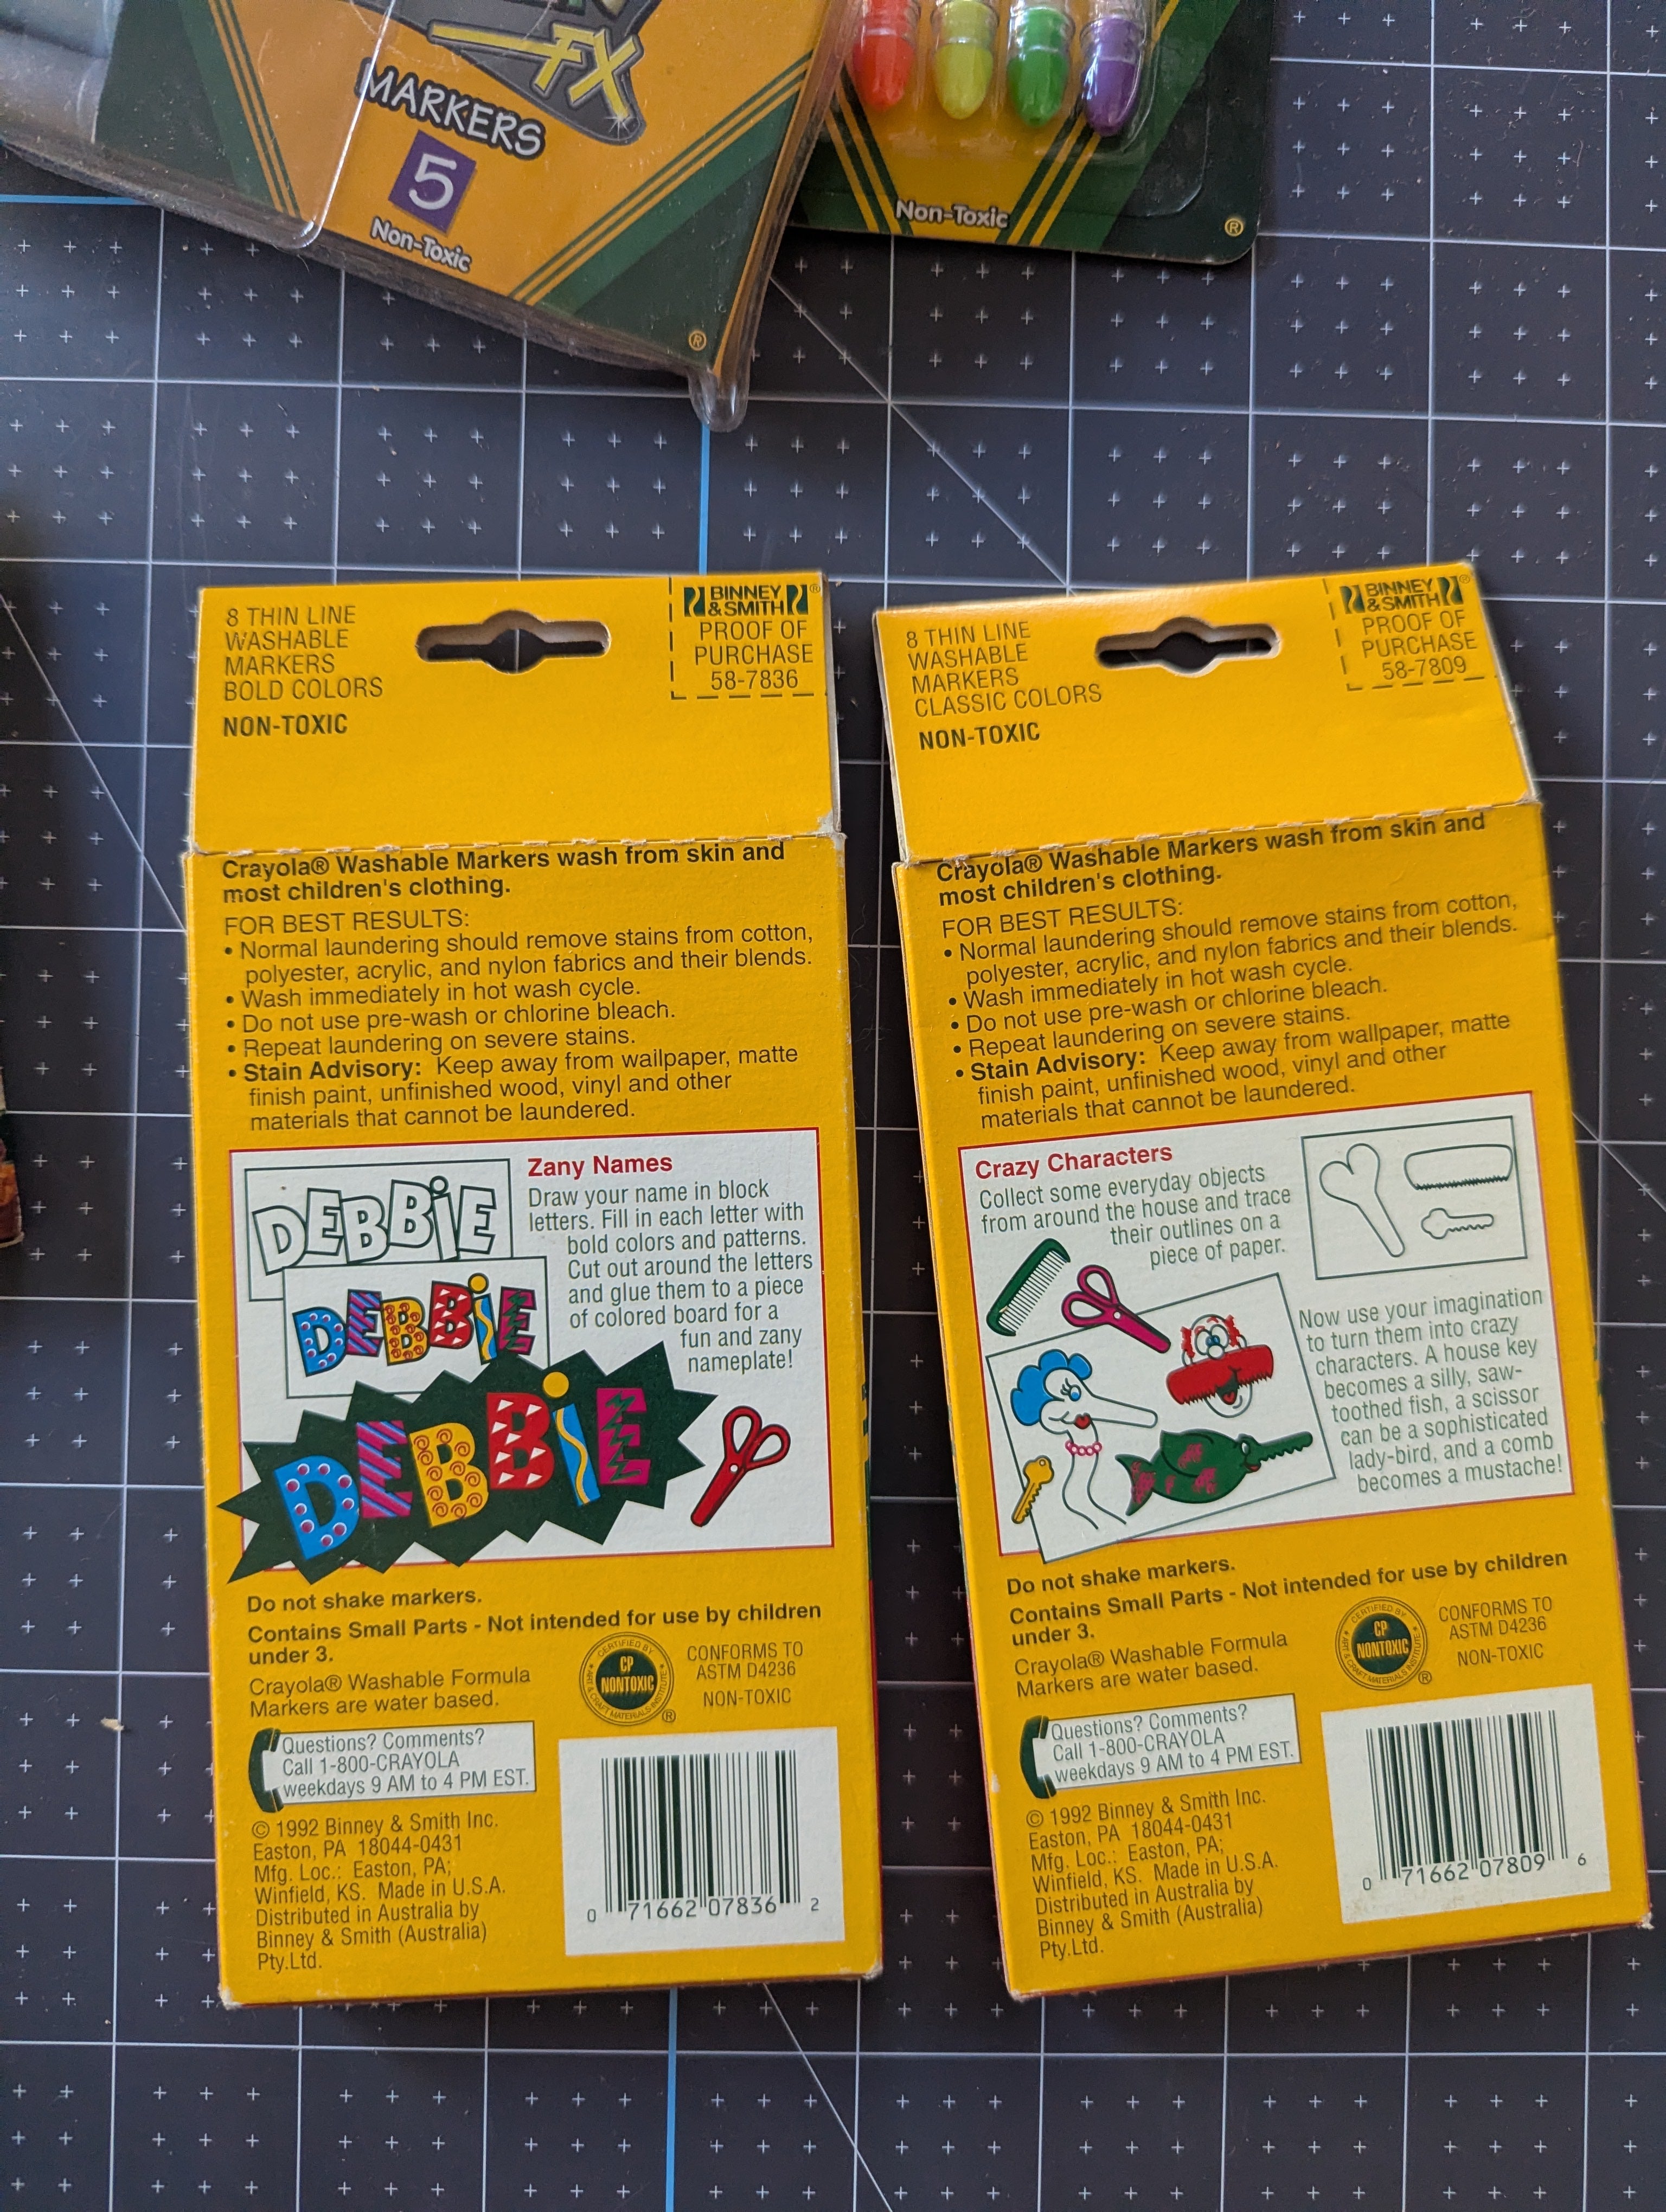 FX
MARKERS
5
Non-Toxic
®
Non-Toxic
®
8 THIN LINE
WASHABLE
MARKERS
BOLD COLORS
NON-TOXIC
BINNEY
& SMITH ®
PROOF OF
PURCHASE
58-7836
Crayola® Washable Markers wash from skin and
most children's clothing.
FOR BEST RESULTS:
• Normal laundering should remove stains from cotton,
polyester, acrylic, and nylon fabrics and their blends.
• Wash immediately in hot wash cycle.
• Do not use pre-wash or chlorine bleach.
• Repeat laundering on severe stains.
• Stain Advisory: Keep away from wallpaper, matte
finish paint, unfinished wood, vinyl and other
materials that cannot be laundered.
DEBBiE
DEBBiE
DEBBiE
Zany Names
Draw your name in block
letters. Fill in each letter with
bold colors and patterns.
Cut out around the letters
and glue them to a piece
of colored board for a
fun and zany
nameplate!
Do not shake markers.
Contains Small Parts - Not intended for use by children
under 3.
Crayola® Washable Formula
Markers are water based.
CERTIFIED BY
ART & CRAFT MATERIALS INSTITUTE
CP
NONTOXIC
®
CONFORMS TO
ASTM D4236
NON-TOXIC
Questions? Comments?
Call 1-800-CRAYOLA
weekdays 9 AM to 4 PM EST.
© 1992 Binney & Smith Inc.
Easton, PA 18044-0431
Mfg. Loc.: Easton, PA;
Winfield, KS. Made in U.S.A.
Distributed in Australia by
Binney & Smith (Australia)
Pty.Ltd.
0 71662 07836 2
8 THIN LINE
WASHABLE
MARKERS
CLASSIC COLORS
NON-TOXIC
BINNEY
& SMITH ®
PROOF OF
PURCHASE
58-7809
Crayola® Washable Markers wash from skin and
most children's clothing.
FOR BEST RESULTS:
• Normal laundering should remove stains from cotton,
polyester, acrylic, and nylon fabrics and their blends.
• Wash immediately in hot wash cycle.
• Do not use pre-wash or chlorine bleach.
• Repeat laundering on severe stains.
• Stain Advisory: Keep away from wallpaper, matte
finish paint, unfinished wood, vinyl and other
materials that cannot be laundered.
Crazy Characters
Collect some everyday objects
from around the house and trace
their outlines on a
piece of paper.
Now use your imagination
to turn them into crazy
characters. A house key
becomes a silly, saw-
toothed fish, a scissor
can be a sophisticated
lady-bird, and a comb
becomes a mustache!
Do not shake markers.
Contains Small Parts - Not intended for use by children
under 3.
Crayola® Washable Formula
Markers are water based.
CERTIFIED BY
ART & CRAFT MATERIALS INSTITUTE
CP
NONTOXIC
®
CONFORMS TO
ASTM D4236
NON-TOXIC
Questions? Comments?
Call 1-800-CRAYOLA
weekdays 9 AM to 4 PM EST.
© 1992 Binney & Smith Inc.
Easton, PA 18044-0431
Mfg. Loc.: Easton, PA;
Winfield, KS. Made in U.S.A.
Distributed in Australia by
Binney & Smith (Australia)
Pty.Ltd.
0 71662 07809 6